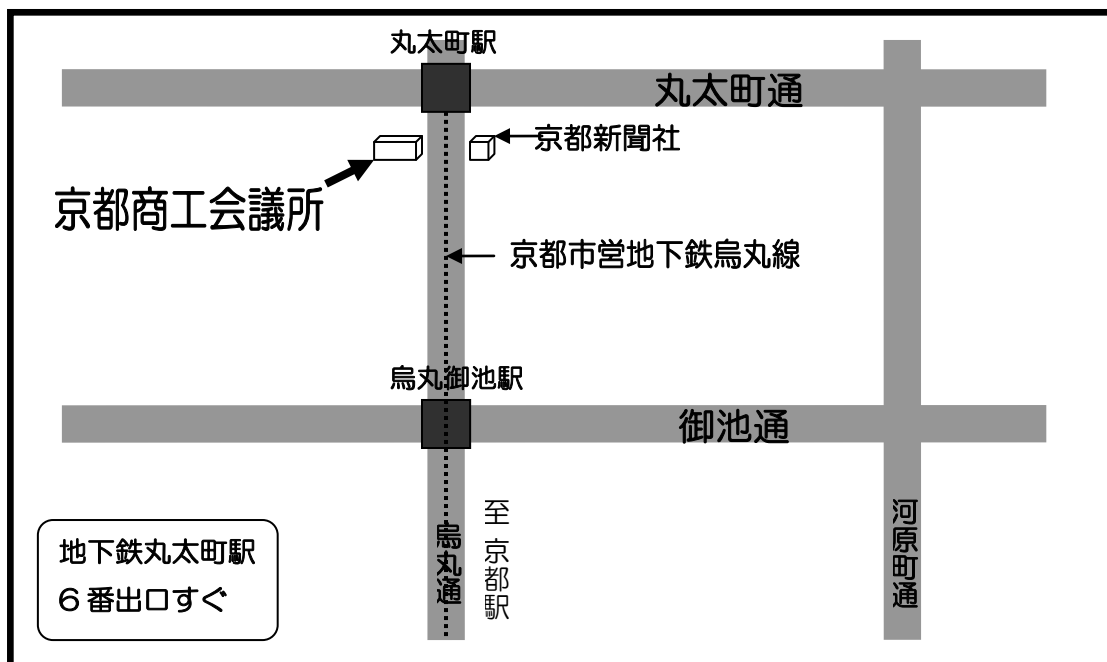 丸太町駅
丸太町通
京都新聞社
京都商工会議所
京都市営地下鉄烏丸線
烏丸御池駅
御池通
至 京都駅
烏丸通
河原町通
地下鉄丸太町駅
6番出口すぐ